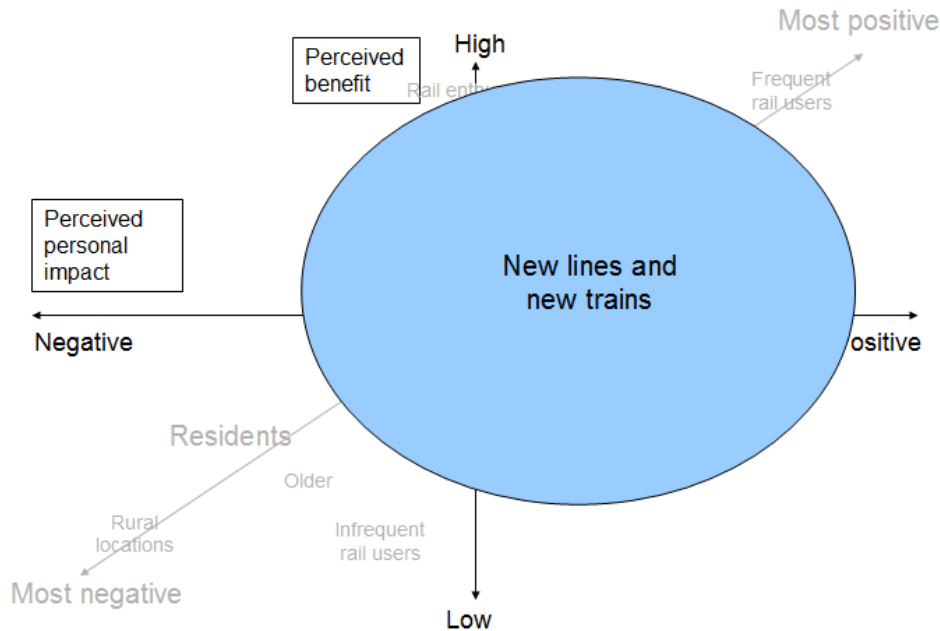 Most positive
High
Perceived
benefit
Rail
Frequent
rail users
Perceived
personal
impact
New lines and
new trains
Negative
ositive
Residents
Older
Rural
locations
Infrequent
rail users
Most negative
Low